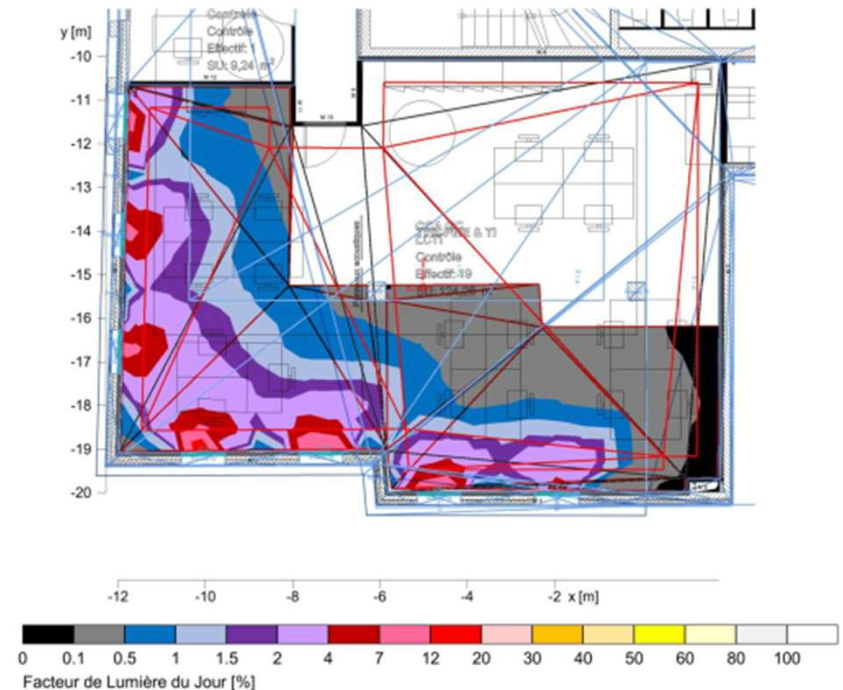 Contrôle
Contrôle
Effectif: 1
SU: 9,24 m²
y [m]
-10
-11
-12
-13
-14
-15
-16
-17
-18
-19
-20
LCTI
Contrôle
Effectif: 19
-12 -10 -8 -6 -4 -2 x [m]
0 0.1 0.5 1 1.5 2 4 7 12 20 30 40 50 60 80 100
Facteur de Lumière du Jour [%]